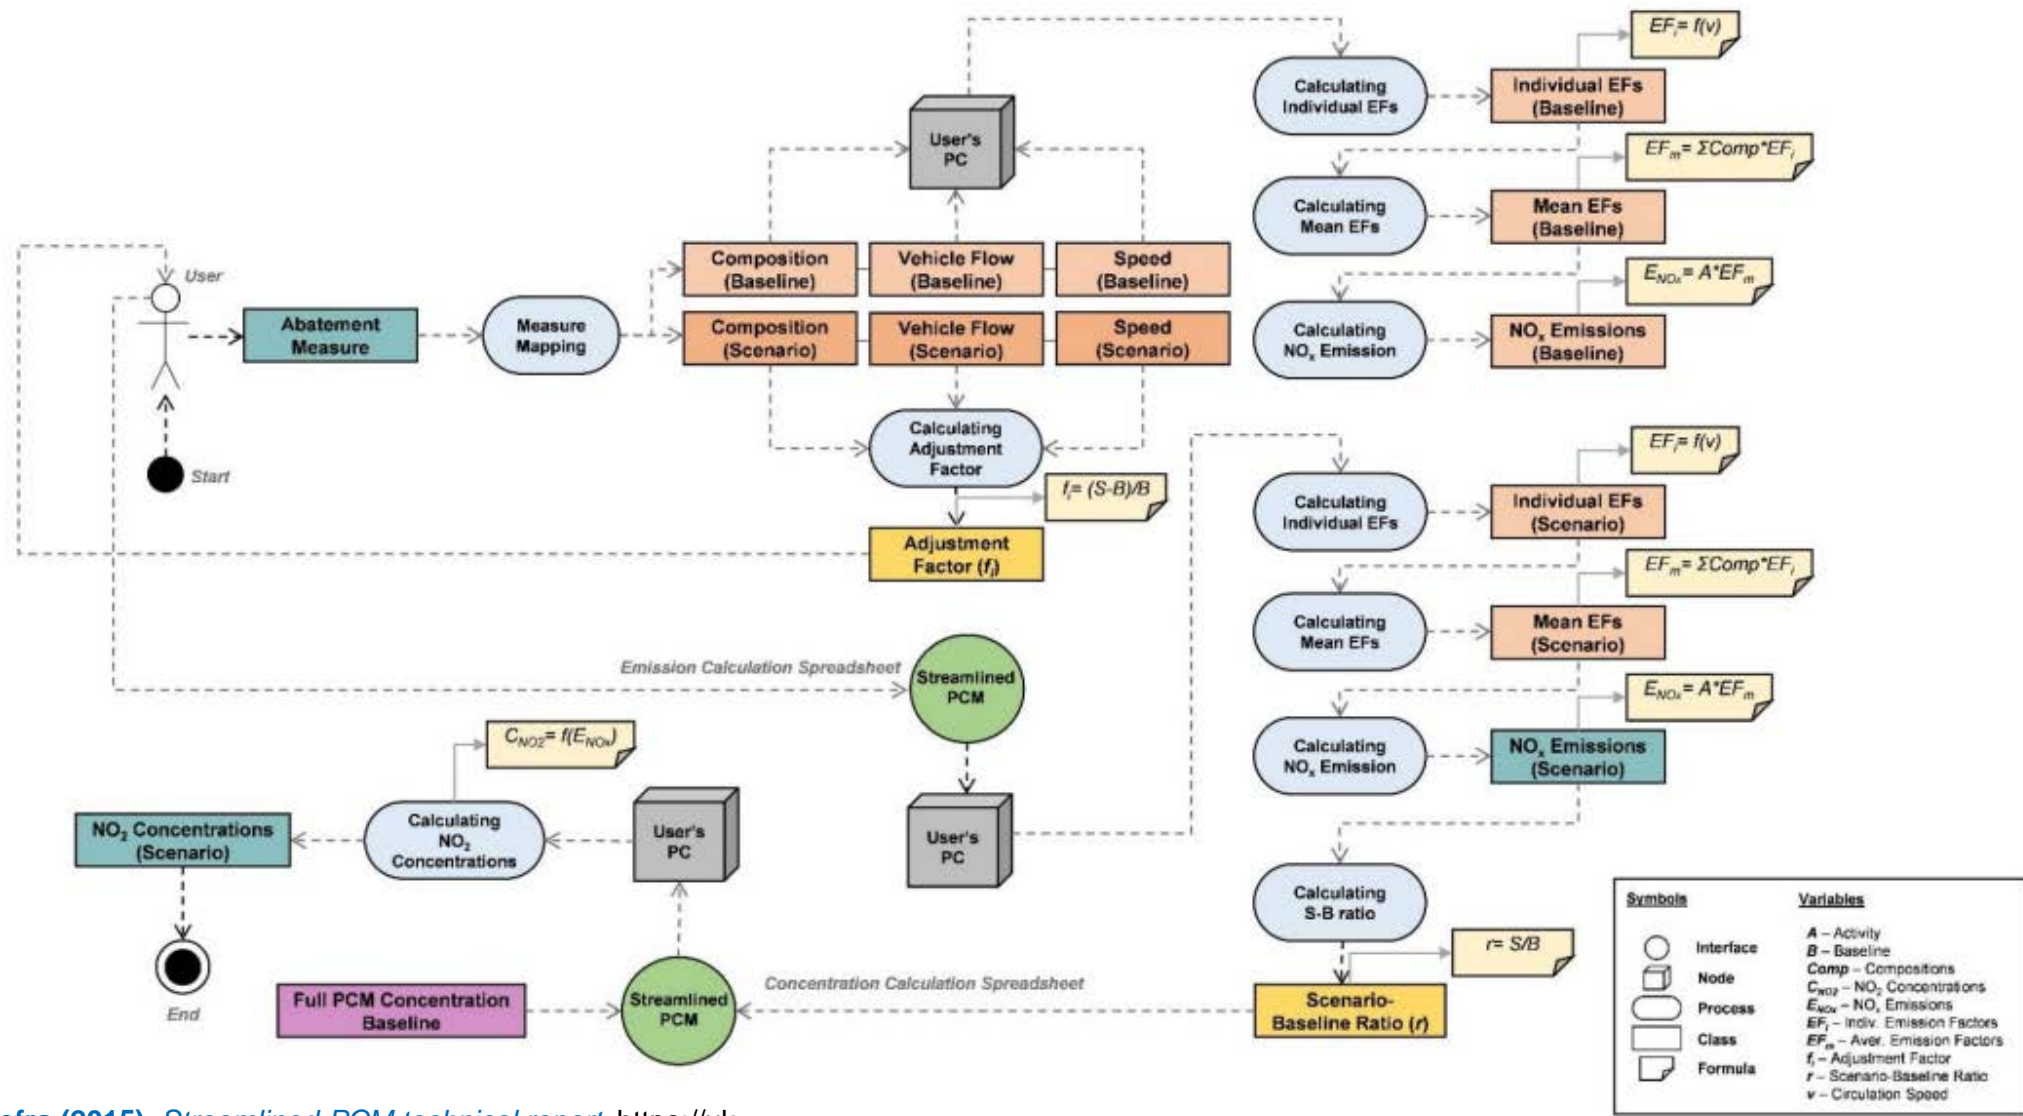 EFi= f(v)
Calculating
Individual EFs
Individual EFs
(Baseline)
User's
PC
EFm= ΣComp*EFi
Calculating
Mean EFs
Mean EFs
(Baseline)
User
Composition
(Baseline)
Vehicle Flow
(Baseline)
Speed
(Baseline)
ENOx= A*EFm
Abatement
Measure
Measure
Mapping
Composition
(Scenario)
Vehicle Flow
(Scenario)
Speed
(Scenario)
Calculating
NOx Emission
NOx Emissions
(Baseline)
Start
Calculating
Adjustment
Factor
fi= (S-B)/B
Adjustment
Factor (fi)
EFi= f(v)
Calculating
Individual EFs
Individual EFs
(Scenario)
EFm= ΣComp*EFi
Calculating
Mean EFs
Mean EFs
(Scenario)
Emission Calculation Spreadsheet
Streamlined
PCM
ENOx= A*EFm
Calculating
NOx Emission
NOx Emissions
(Scenario)
CNO2= f(ENOx)
NO2 Concentrations
(Scenario)
Calculating
NO2
Concentrations
User's
PC
User's
PC
Calculating
S-B ratio
r= S/B
End
Full PCM Concentration
Baseline
Streamlined
PCM
Concentration Calculation Spreadsheet
Scenario-
Baseline Ratio (r)
Symbols
Interface
Node
Process
Class
Formula
Variables
A – Activity
B – Baseline
Comp – Compositions
CNO2 – NO2 Concentrations
ENOx – NOx Emissions
EFi – Indiv. Emission Factors
EFm – Aver. Emission Factors
fi – Adjustment Factor
r – Scenario-Baseline Ratio
v – Circulation Speed
(2015) Streamlined PCM technical report